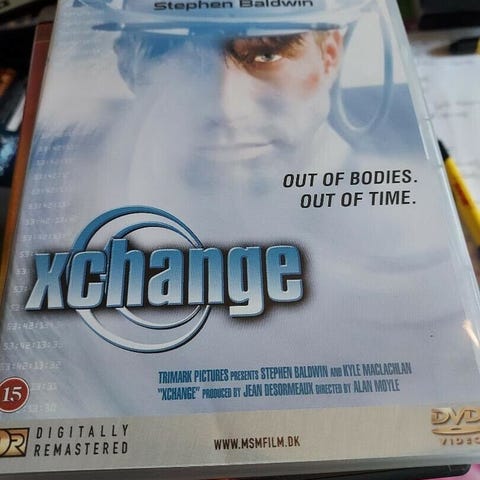 Stephen Baldwin
OUT OF BODIES.
OUT OF TIME.
xchange
TRIMARK PICTURES PRESENTS STEPHEN BALDWIN AND KYLE MACLACHLAN
"XCHANGE" PRODUCED BY JEAN DESORMEAUX DIRECTED BY ALAN MOYLE
15
DR DIGITALLY
REMASTERED
WWW.MSMFILM.DK
DVD
VIDEO